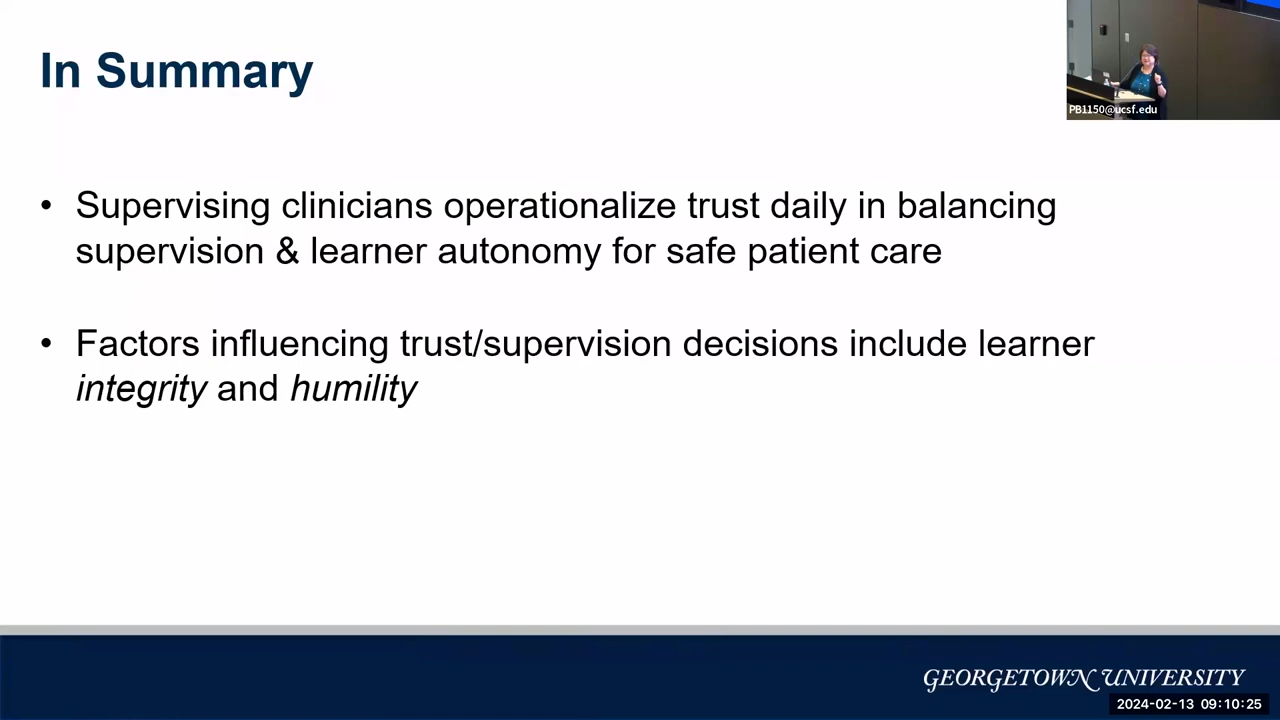 In Summary
PB1150@ucsf.edu
• Supervising clinicians operationalize trust daily in balancing
supervision & learner autonomy for safe patient care
• Factors influencing trust/supervision decisions include learner
integrity and humility
GEORGETOWN UNIVERSITY
2024-02-13 09:10:25